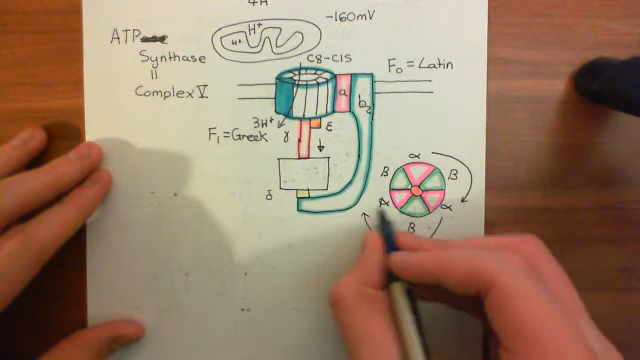 4H
H+
H+
-160mV
ATP
Synthase
=
Complex V
C8-C15
Fo = Latin
a
b2
3H+
F1 = Greek
γ
ε
δ
α
β
β
α
α
β